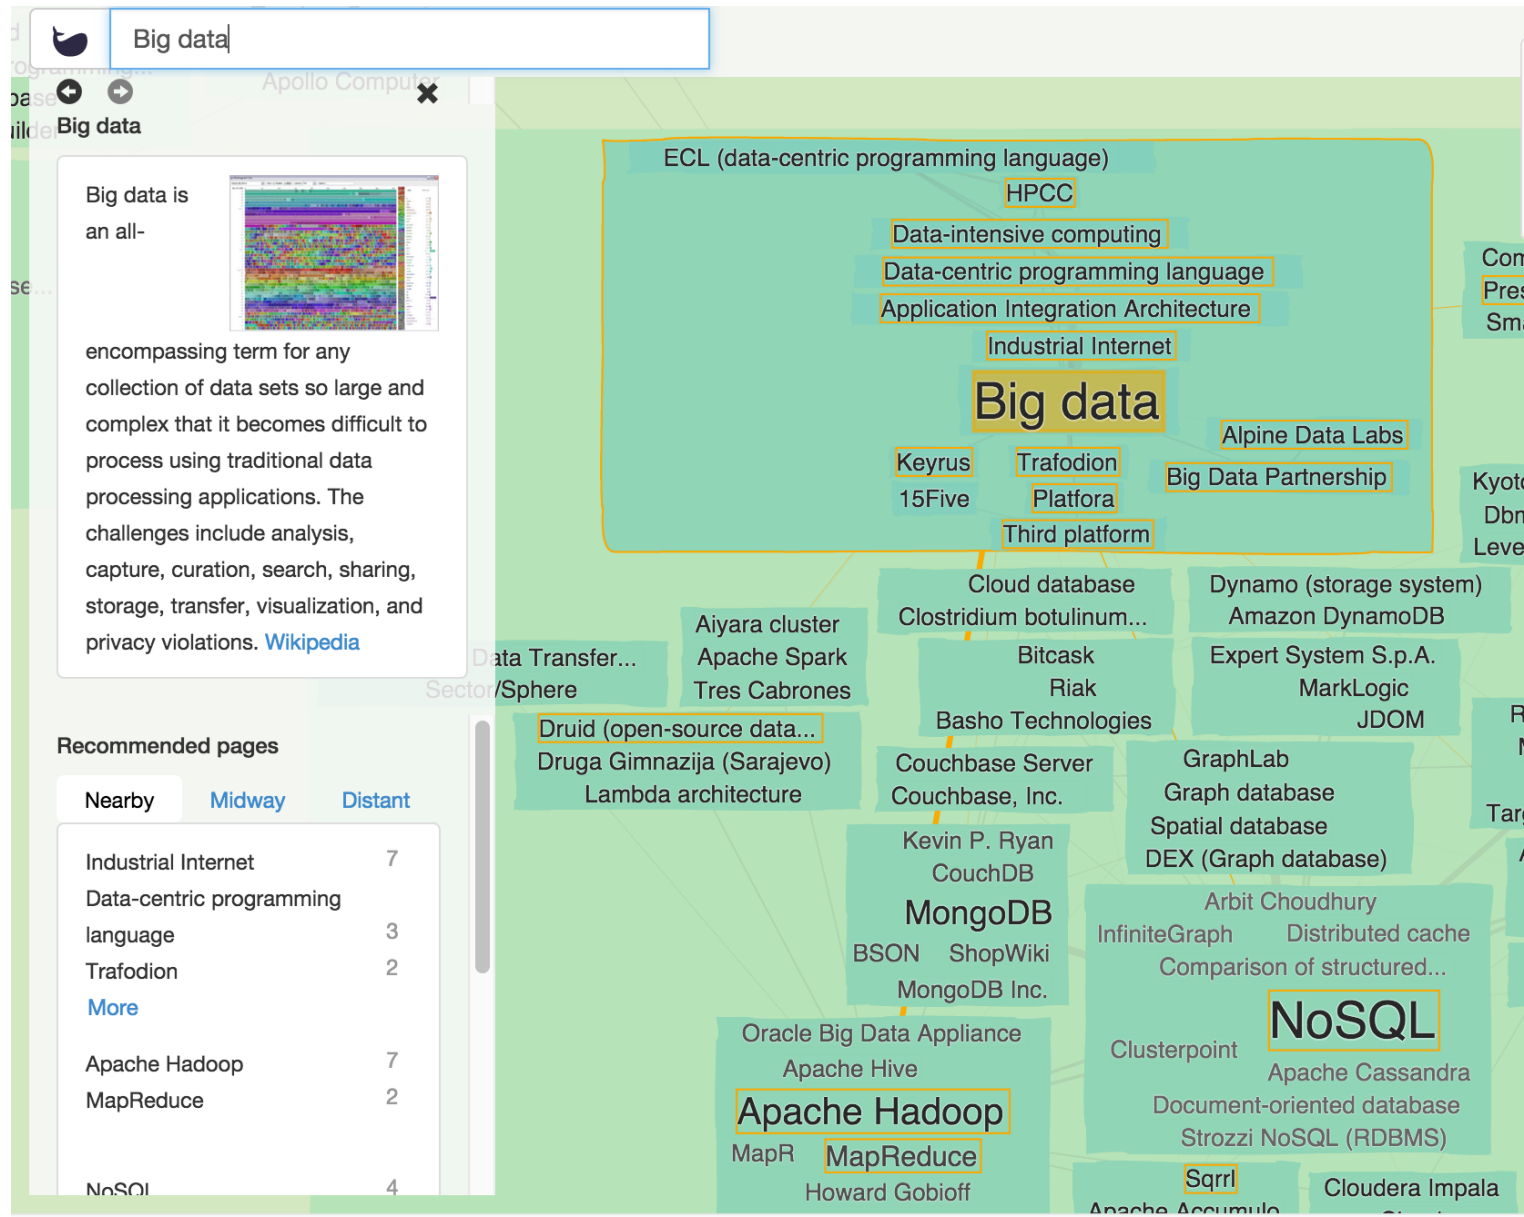 Big data
Apollo Computer
Big data
Big data is
an all-
encompassing term for any
collection of data sets so large and
complex that it becomes difficult to
process using traditional data
processing applications. The
challenges include analysis,
capture, curation, search, sharing,
storage, transfer, visualization, and
privacy violations. Wikipedia
Recommended pages
Nearby Midway Distant
Industrial Internet 7
Data-centric programming
language 3
Trafodion 2
More
Apache Hadoop 7
MapReduce 2
NoSQL 4
ECL (data-centric programming language)
HPCC
Data-intensive computing
Data-centric programming language
Application Integration Architecture
Industrial Internet
Big data
Alpine Data Labs
Keyrus Trafodion
Big Data Partnership
15Five Platfora
Third platform
Cloud database
Clostridium botulinum...
Dynamo (storage system)
Amazon DynamoDB
Aiyara cluster
Apache Spark
Tres Cabrones
Data Transfer...
Sector/Sphere
Bitcask
Riak
Basho Technologies
Expert System S.p.A.
MarkLogic
JDOM
Druid (open-source data...
Druga Gimnazija (Sarajevo)
Lambda architecture
Couchbase Server
Couchbase, Inc.
GraphLab
Graph database
Spatial database
DEX (Graph database)
Kevin P. Ryan
CouchDB
MongoDB
BSON ShopWiki
MongoDB Inc.
Arbit Choudhury
InfiniteGraph Distributed cache
Comparison of structured...
NoSQL
Clusterpoint
Apache Cassandra
Document-oriented database
Strozzi NoSQL (RDBMS)
Oracle Big Data Appliance
Apache Hive
Apache Hadoop
MapR MapReduce
Howard Gobioff
Sqrrl
Apache Accumulo
Cloudera Impala
Com
Pres
Sma
Kyoto
Dbm
Leve
Targ